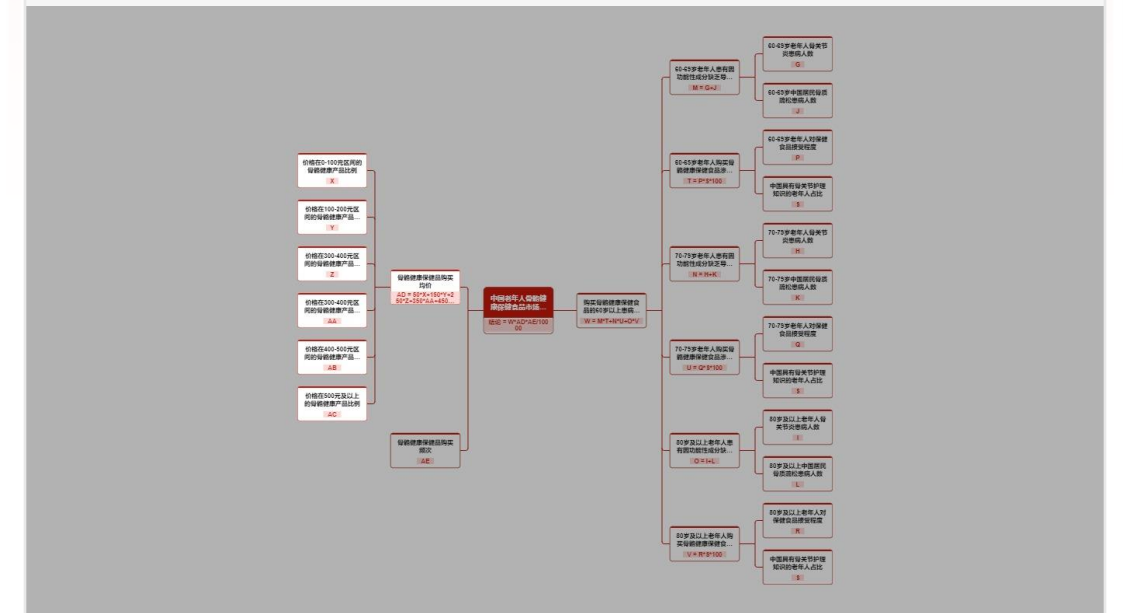 价格在0-100元区间的
骨骼健康产品比例
X
价格在100-200元区
间的骨骼健康产品...
Y
价格在300-400元区
间的骨骼健康产品...
Z
价格在300-400元区
间的骨骼健康产品...
AA
价格在400-500元区
间的骨骼健康产品...
AB
价格在500元及以上
的骨骼健康产品比例
AC
骨骼健康保健品购买
均价
AD = 50*X+150*Y+2
50*Z+350*AA+450...
骨骼健康保健品购买
频次
AE
中国老年人骨骼健
康保健食品市场...
结论 = W*AD*AE/100
00
购买骨骼健康保健食
品的60岁以上患病...
W = M*T+N*U+O*V
60-69岁老年人患有因
功能性成分缺乏导...
M = G+J
60-69岁老年人骨关节
炎患病人数
G
60-69岁中国居民骨质
疏松患病人数
J
60-69岁老年人购买骨
骼健康保健食品渗...
T = P*S*100
60-69岁老年人对保健
食品接受程度
P
中国具有骨关节护理
知识的老年人占比
S
70-79岁老年人患有因
功能性成分缺乏导...
N = H+K
70-79岁老年人骨关节
炎患病人数
H
70-79岁中国居民骨质
疏松患病人数
K
70-79岁老年人购买骨
骼健康保健食品渗...
U = Q*S*100
70-79岁老年人对保健
食品接受程度
Q
中国具有骨关节护理
知识的老年人占比
S
80岁及以上老年人患
有因功能性成分缺...
O = I+L
80岁及以上老年人骨
关节炎患病人数
I
80岁及以上中国居民
骨质疏松患病人数
L
80岁及以上老年人购
买骨骼健康保健食...
V = R*S*100
80岁及以上老年人对
保健食品接受程度
R
中国具有骨关节护理
知识的老年人占比
S